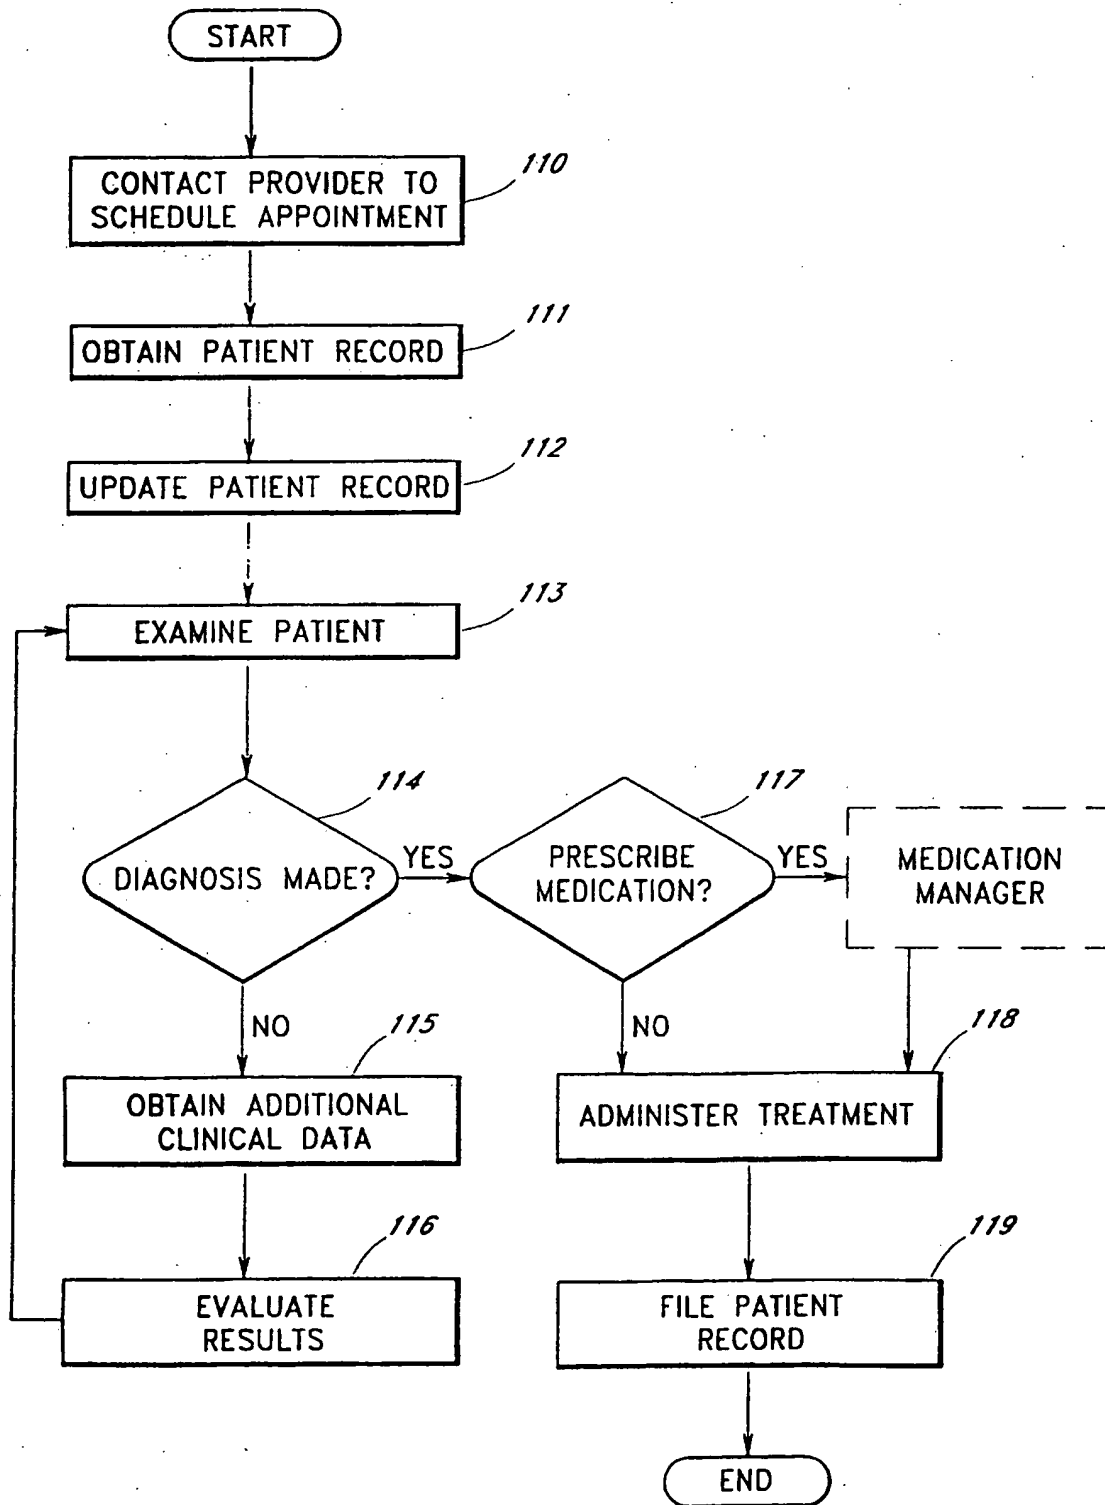 START
110
CONTACT PROVIDER TO
SCHEDULE APPOINTMENT
111
OBTAIN PATIENT RECORD
112
UPDATE PATIENT RECORD
113
EXAMINE PATIENT
114
DIAGNOSIS MADE?
YES
117
PRESCRIBE
MEDICATION?
YES
MEDICATION
MANAGER
NO
115
OBTAIN ADDITIONAL
CLINICAL DATA
NO
118
ADMINISTER TREATMENT
116
EVALUATE
RESULTS
119
FILE PATIENT
RECORD
END